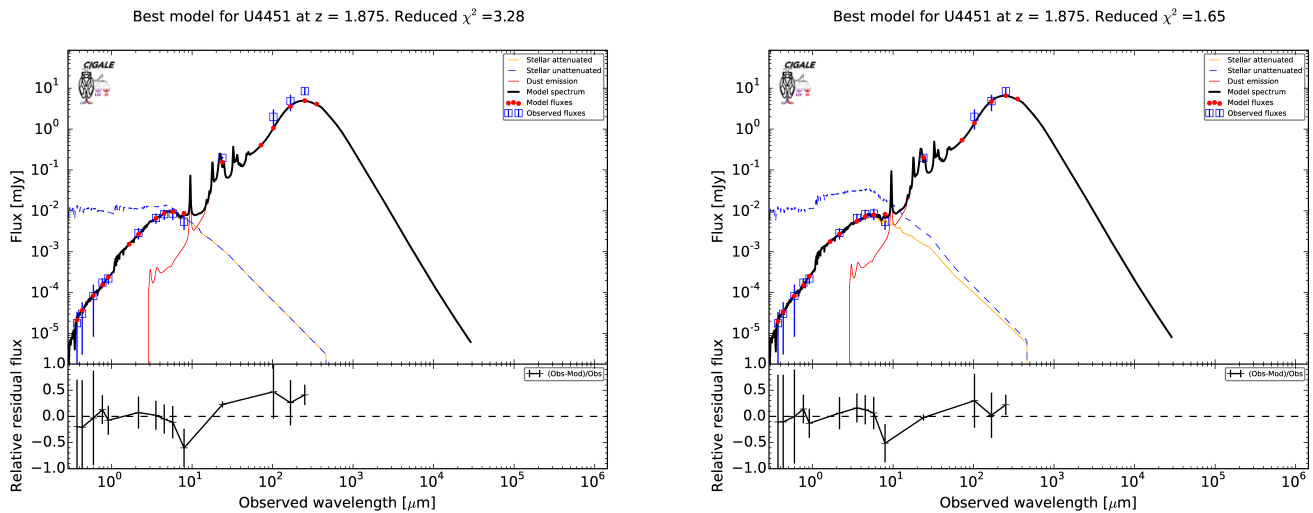 Best model for U4451 at z = 1.875. Reduced χ² =3.28
CIGALE
Stellar attenuated
Stellar unattenuated
Dust emission
Model spectrum
Model fluxes
Observed fluxes
Flux [mJy]
10¹
10⁰
10⁻¹
10⁻²
10⁻³
10⁻⁴
10⁻⁵
1.0
(Obs-Mod)/Obs
Relative residual flux
0.5
0.0
−0.5
−1.0
10⁰ 10¹ 10² 10³ 10⁴ 10⁵ 10⁶
Observed wavelength [μm]
Best model for U4451 at z = 1.875. Reduced χ² =1.65
CIGALE
Stellar attenuated
Stellar unattenuated
Dust emission
Model spectrum
Model fluxes
Observed fluxes
Flux [mJy]
10¹
10⁰
10⁻¹
10⁻²
10⁻³
10⁻⁴
10⁻⁵
1.0
(Obs-Mod)/Obs
Relative residual flux
0.5
0.0
−0.5
−1.0
10⁰ 10¹ 10² 10³ 10⁴ 10⁵ 10⁶
Observed wavelength [μm]